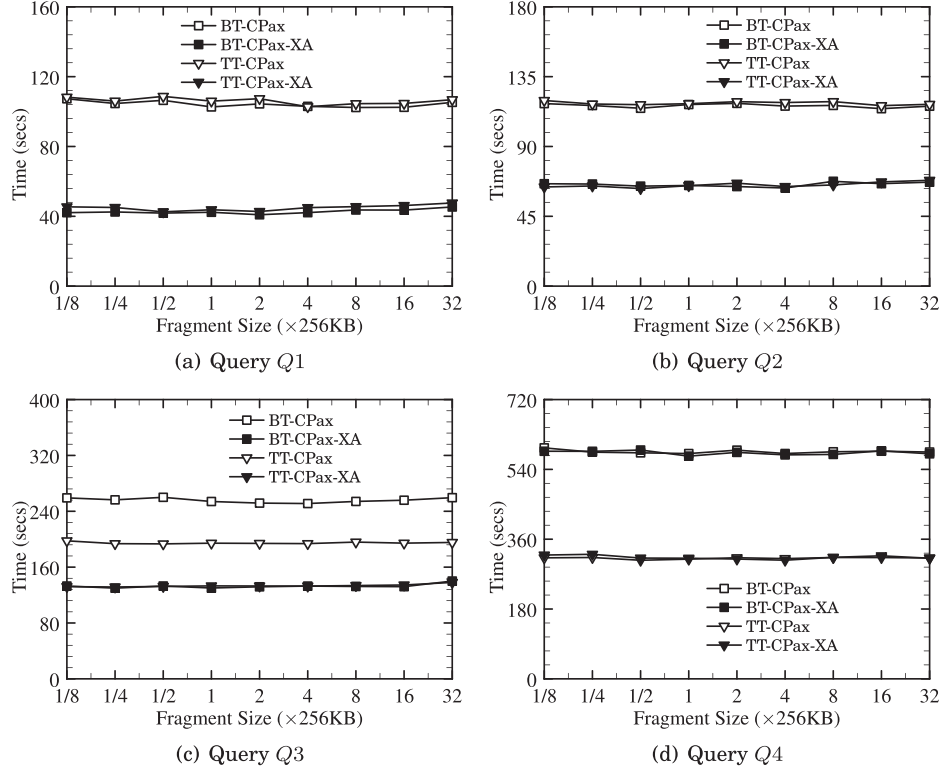 160
120
80
40
0
Time (secs)
BT-CPax
BT-CPax-XA
TT-CPax
TT-CPax-XA
1/8 1/4 1/2 1 2 4 8 16 32
Fragment Size (×256KB)
(a) Query Q1
180
135
90
45
0
Time (secs)
BT-CPax
BT-CPax-XA
TT-CPax
TT-CPax-XA
1/8 1/4 1/2 1 2 4 8 16 32
Fragment Size (×256KB)
(b) Query Q2
400
320
240
160
80
0
Time (secs)
BT-CPax
BT-CPax-XA
TT-CPax
TT-CPax-XA
1/8 1/4 1/2 1 2 4 8 16 32
Fragment Size (×256KB)
(c) Query Q3
720
540
360
180
0
Time (secs)
BT-CPax
BT-CPax-XA
TT-CPax
TT-CPax-XA
1/8 1/4 1/2 1 2 4 8 16 32
Fragment Size (×256KB)
(d) Query Q4